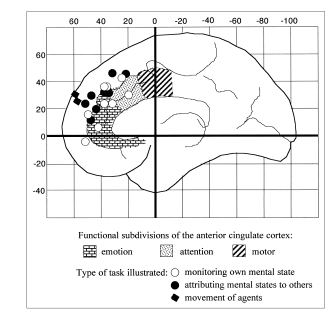 60 40 20 0 -20 -40 -60 -80 -100
60
40
20
0
-20
-40
Functional subdivisions of the anterior cingulate cortex:
emotion attention motor
Type of task illustrated: monitoring own mental state
attributing mental states to others
movement of agents